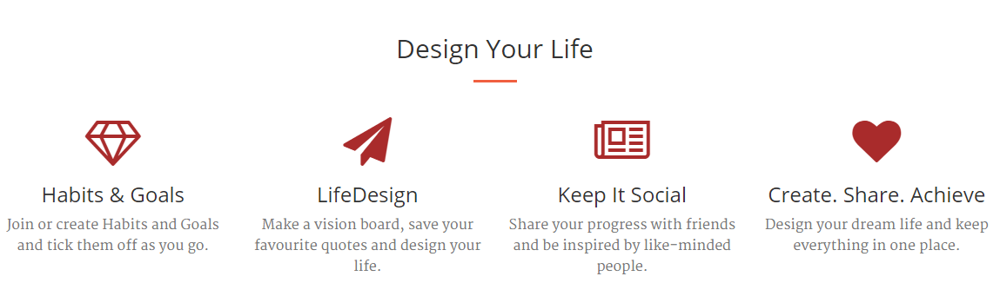 Design Your Life
Habits & Goals
Join or create Habits and Goals
and tick them off as you go.
LifeDesign
Make a vision board, save your
favourite quotes and design your
life.
Keep It Social
Share your progress with friends
and be inspired by like-minded
people.
Create. Share. Achieve
Design your dream life and keep
everything in one place.